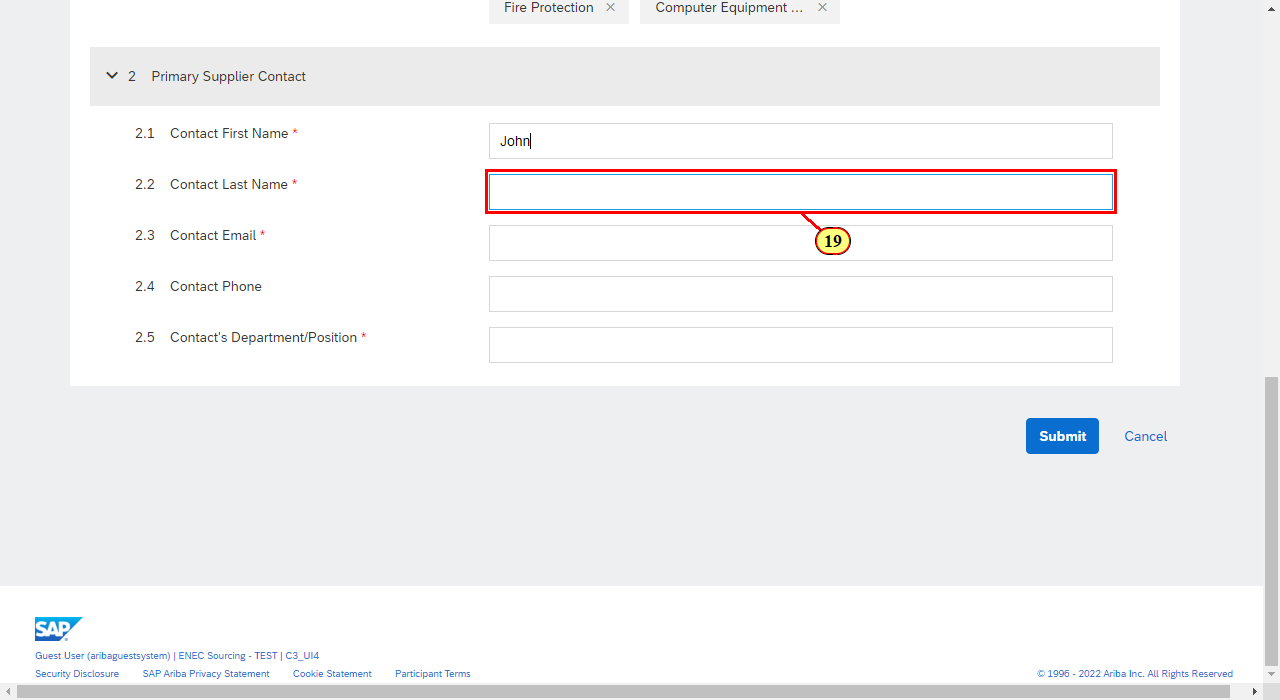 Fire Protection × Computer Equipment ... ×
2 Primary Supplier Contact
2.1 Contact First Name * John
2.2 Contact Last Name *
2.3 Contact Email *
19
2.4 Contact Phone
2.5 Contact's Department/Position *
Submit Cancel
SAP
Guest User (aribaguestsystem) | ENEC Sourcing - TEST | C3_UI4
Security Disclosure SAP Ariba Privacy Statement Cookie Statement Participant Terms © 1996 - 2022 Ariba Inc. All Rights Reserved